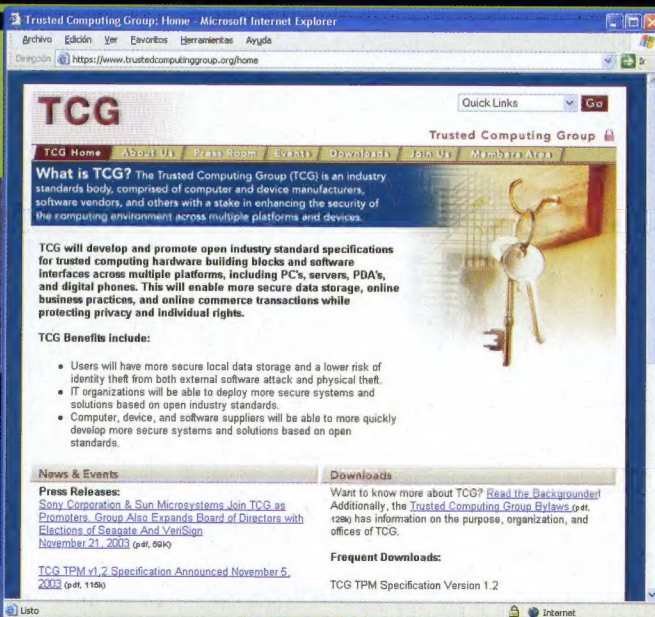 Trusted Computing Group: Home - Microsoft Internet Explorer
Archivo Edición Ver Favoritos Herramientas Ayuda
Dirección https://www.trustedcomputinggroup.org/home Ir
TCG
Quick Links Go
Trusted Computing Group
TCG Home / About Us / Press Room / Events / Downloads / Join Us / Members Area /
What is TCG? The Trusted Computing Group (TCG) is an industry
standards body, comprised of computer and device manufacturers,
software vendors, and others with a stake in enhancing the security of
the computing environment across multiple platforms and devices.
TCG will develop and promote open industry standard specifications
for trusted computing hardware building blocks and software
interfaces across multiple platforms, including PC's, servers, PDA's,
and digital phones. This will enable more secure data storage, online
business practices, and online commerce transactions while
protecting privacy and individual rights.
TCG Benefits include:
• Users will have more secure local data storage and a lower risk of
identity theft from both external software attack and physical theft.
• IT organizations will be able to deploy more secure systems and
solutions based on open industry standards.
• Computer, device, and software suppliers will be able to more quickly
develop more secure systems and solutions based on open
standards.
News & Events
Press Releases:
Sony Corporation & Sun Microsystems Join TCG as
Promoters. Group Also Expands Board of Directors with
Elections of Seagate And VeriSign
November 21, 2003 (pdf, 59K)
TCG TPM v1.2 Specification Announced November 5,
2003 (pdf, 115k)
Downloads
Want to know more about TCG? Read the Backgrounder!
Additionally, the Trusted Computing Group Bylaws (pdf,
128k) has information on the purpose, organization, and
offices of TCG.
Frequent Downloads:
TCG TPM Specification Version 1.2
Listo
Internet